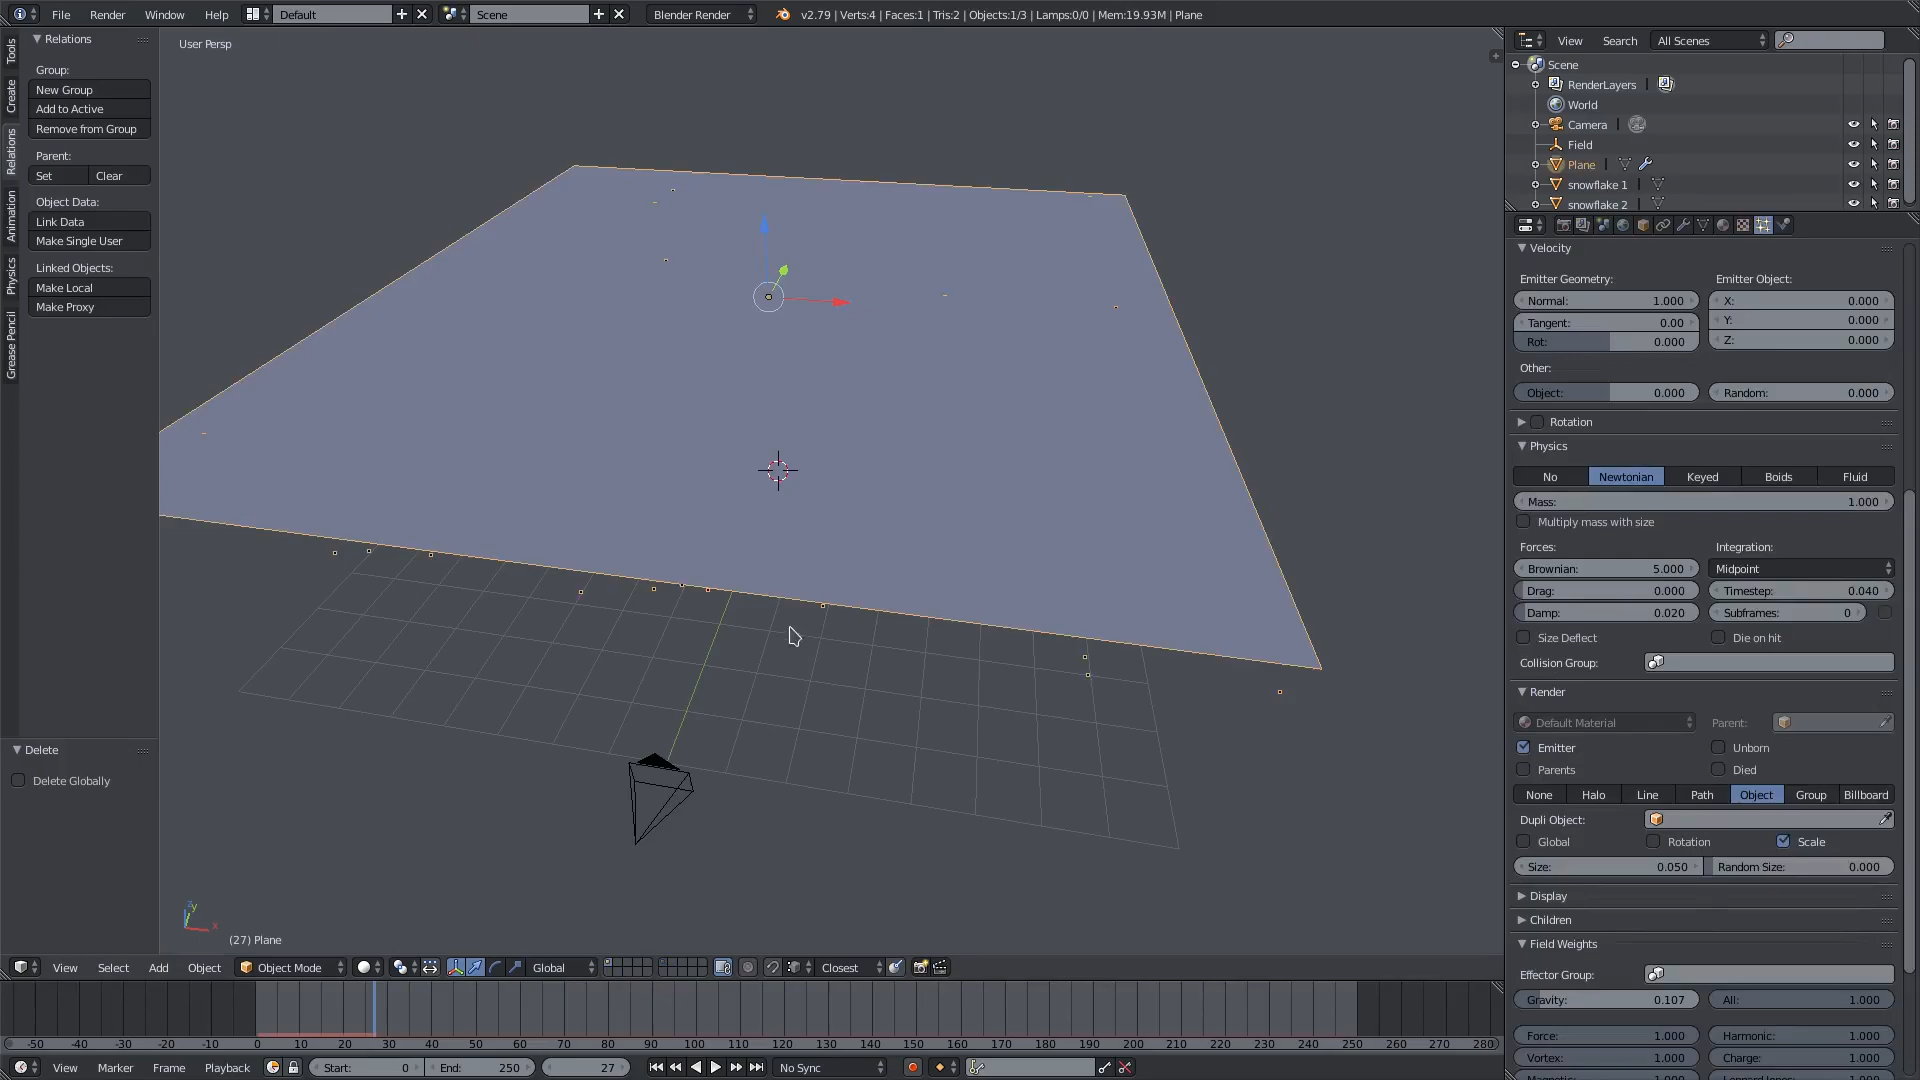 File Render Window Help Default Scene Blender Render v2.79 | Verts:4 | Faces:1 | Tris:2 | Objects:1/3 | Lamps:0/0 | Mem:19.93M | Plane
Tools
Create
Relations
Animation
Physics
Grease Pencil
Relations
Group:
New Group
Add to Active
Remove from Group
Parent:
Set Clear
Object Data:
Link Data
Make Single User
Linked Objects:
Make Local
Make Proxy
Delete
Delete Globally
User Persp
(27) Plane
View Search All Scenes
Scene
RenderLayers
World
Camera
Field
Plane
snowflake 1
snowflake 2
Velocity
Emitter Geometry: Emitter Object:
Normal: 1.000 X: 0.000
Tangent: 0.00 Y: 0.000
Rot: 0.000 Z: 0.000
Other:
Object: 0.000 Random: 0.000
Rotation
Physics
No Newtonian Keyed Boids Fluid
Mass: 1.000
Multiply mass with size
Forces: Integration:
Brownian: 5.000 Midpoint
Drag: 0.000 Timestep: 0.040
Damp: 0.020 Subframes: 0
Size Deflect Die on hit
Collision Group:
Render
Default Material Parent:
Emitter Unborn
Parents Died
None Halo Line Path Object Group Billboard
Dupli Object:
Global Rotation Scale
Size: 0.050 Random Size: 0.000
Display
Children
Field Weights
Effector Group:
Gravity: 0.107 All: 1.000
Force: 1.000 Harmonic: 1.000
Vortex: 1.000 Charge: 1.000
View Select Add Object Object Mode Global Closest
-50 -40 -30 -20 -10 0 10 20 30 40 50 60 70 80 90 100 110 120 130 140 150 160 170 180 190 200 210 220 230 240 250 260 270 280
View Marker Frame Playback Start: 0 End: 250 27 No Sync